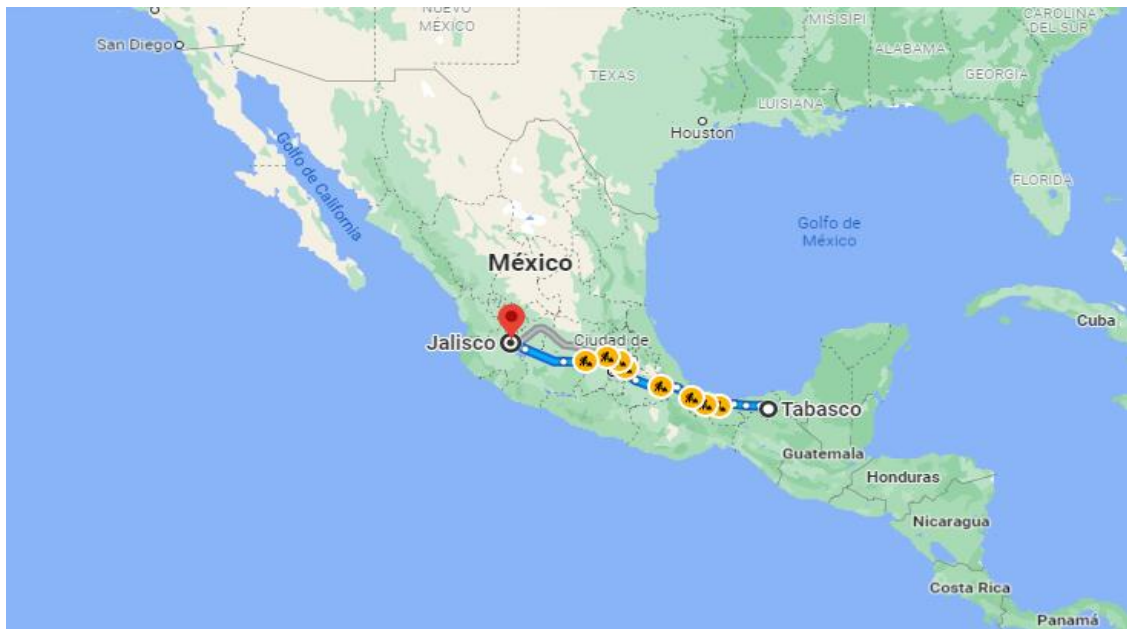 NUEVO
MÉXICO
MISISIPI
CAROLINA
DEL SUR
San Diego
ALABAMA
TEXAS
GEORGIA
LUISIANA
Houston
Golfo de California
FLORIDA
Golfo de
México
México
Cuba
Jalisco
Ciudad de
Tabasco
Guatemala
Honduras
Nicaragua
Costa Rica
Panamá